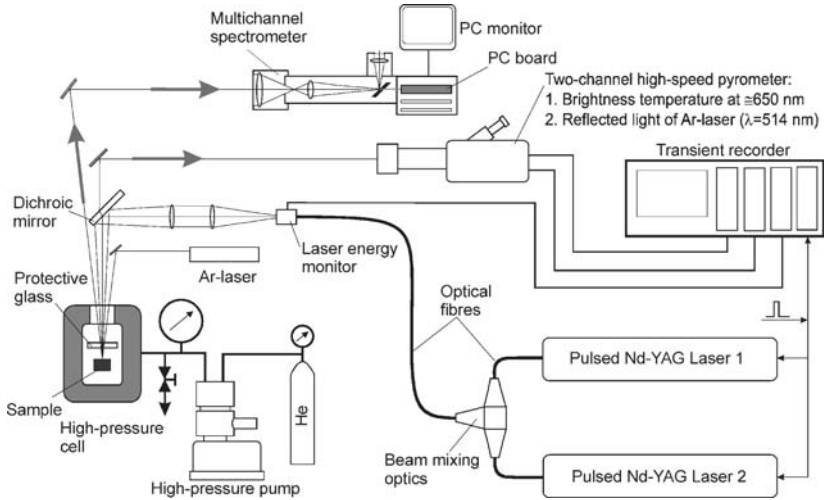 Multichannel
spectrometer
PC monitor
PC board
Two-channel high-speed pyrometer:
1. Brightness temperature at ≅650 nm
2. Reflected light of Ar-laser (λ=514 nm)
Transient recorder
Dichroic
mirror
Laser energy
monitor
Ar-laser
Protective
glass
Optical
fibres
Pulsed Nd-YAG Laser 1
He
Sample
High-pressure
cell
Beam mixing
optics
Pulsed Nd-YAG Laser 2
High-pressure pump